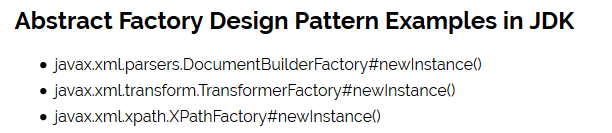 Abstract Factory Design Pattern Examples in JDK
javax.xml.parsers.DocumentBuilderFactory#newInstance()
javax.xml.transform.TransformerFactory#newInstance()
javax.xml.xpath.XPathFactory#newInstance()